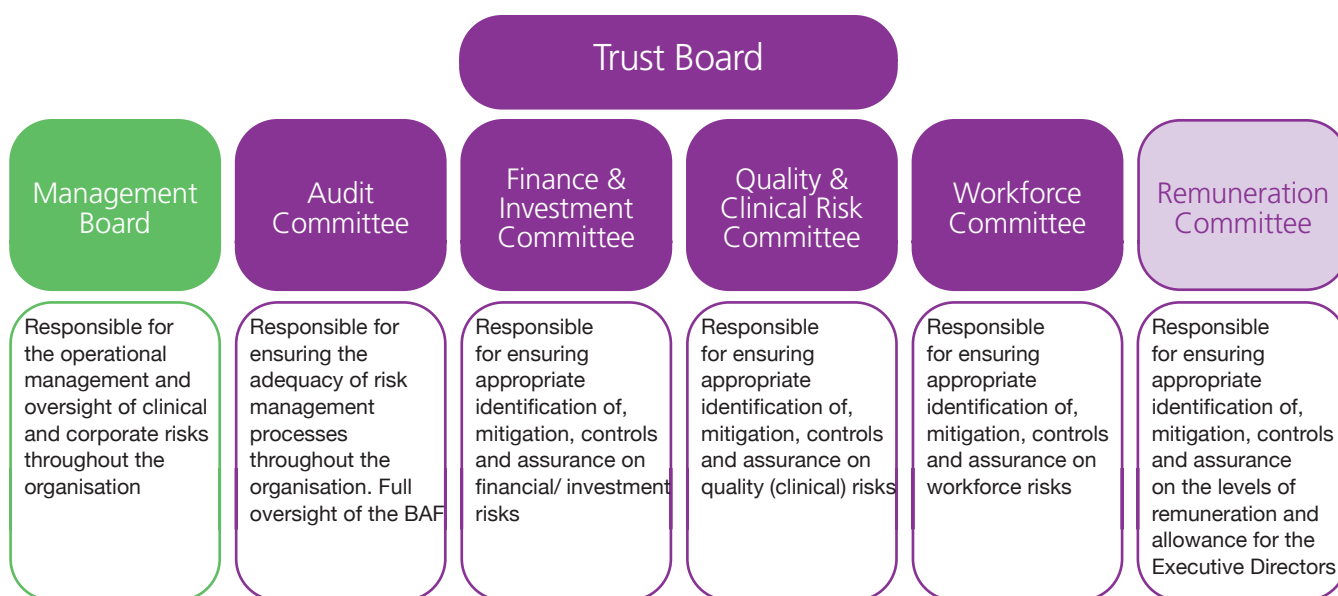 Trust Board
Management
Board
Audit
Committee
Finance &
Investment
Committee
Quality &
Clinical Risk
Committee
Workforce
Committee
Remuneration
Committee
Responsible for
the operational
management and
oversight of clinical
and corporate risks
throughout the
organisation
Responsible for
ensuring the
adequacy of risk
management
processes
throughout the
organisation. Full
oversight of the BAF
Responsible
for ensuring
appropriate
identification of,
mitigation, controls
and assurance on
financial/ investment
risks
Responsible
for ensuring
appropriate
identification of,
mitigation, controls
and assurance on
quality (clinical) risks
Responsible
for ensuring
appropriate
identification of,
mitigation, controls
and assurance on
workforce risks
Responsible
for ensuring
appropriate
identification of,
mitigation, controls
and assurance
on the levels of
remuneration and
allowance for the
Executive Directors